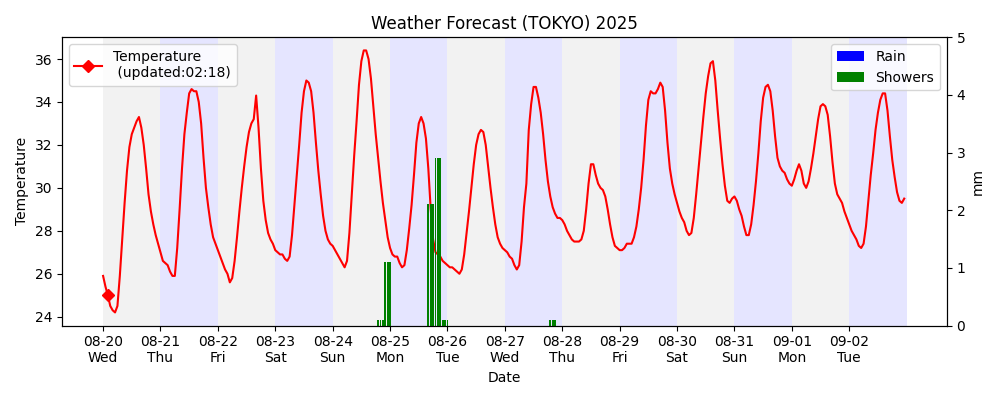 Weather Forecast (TOKYO) 2025
Temperature
(updated:02:18)
Rain
Showers
Temperature
36
34
32
30
28
26
24
5
4
3
2
1
0
mm
08-20 08-21 08-22 08-23 08-24 08-25 08-26 08-27 08-28 08-29 08-30 08-31 09-01 09-02
Wed Thu Fri Sat Sun Mon Tue Wed Thu Fri Sat Sun Mon Tue
Date